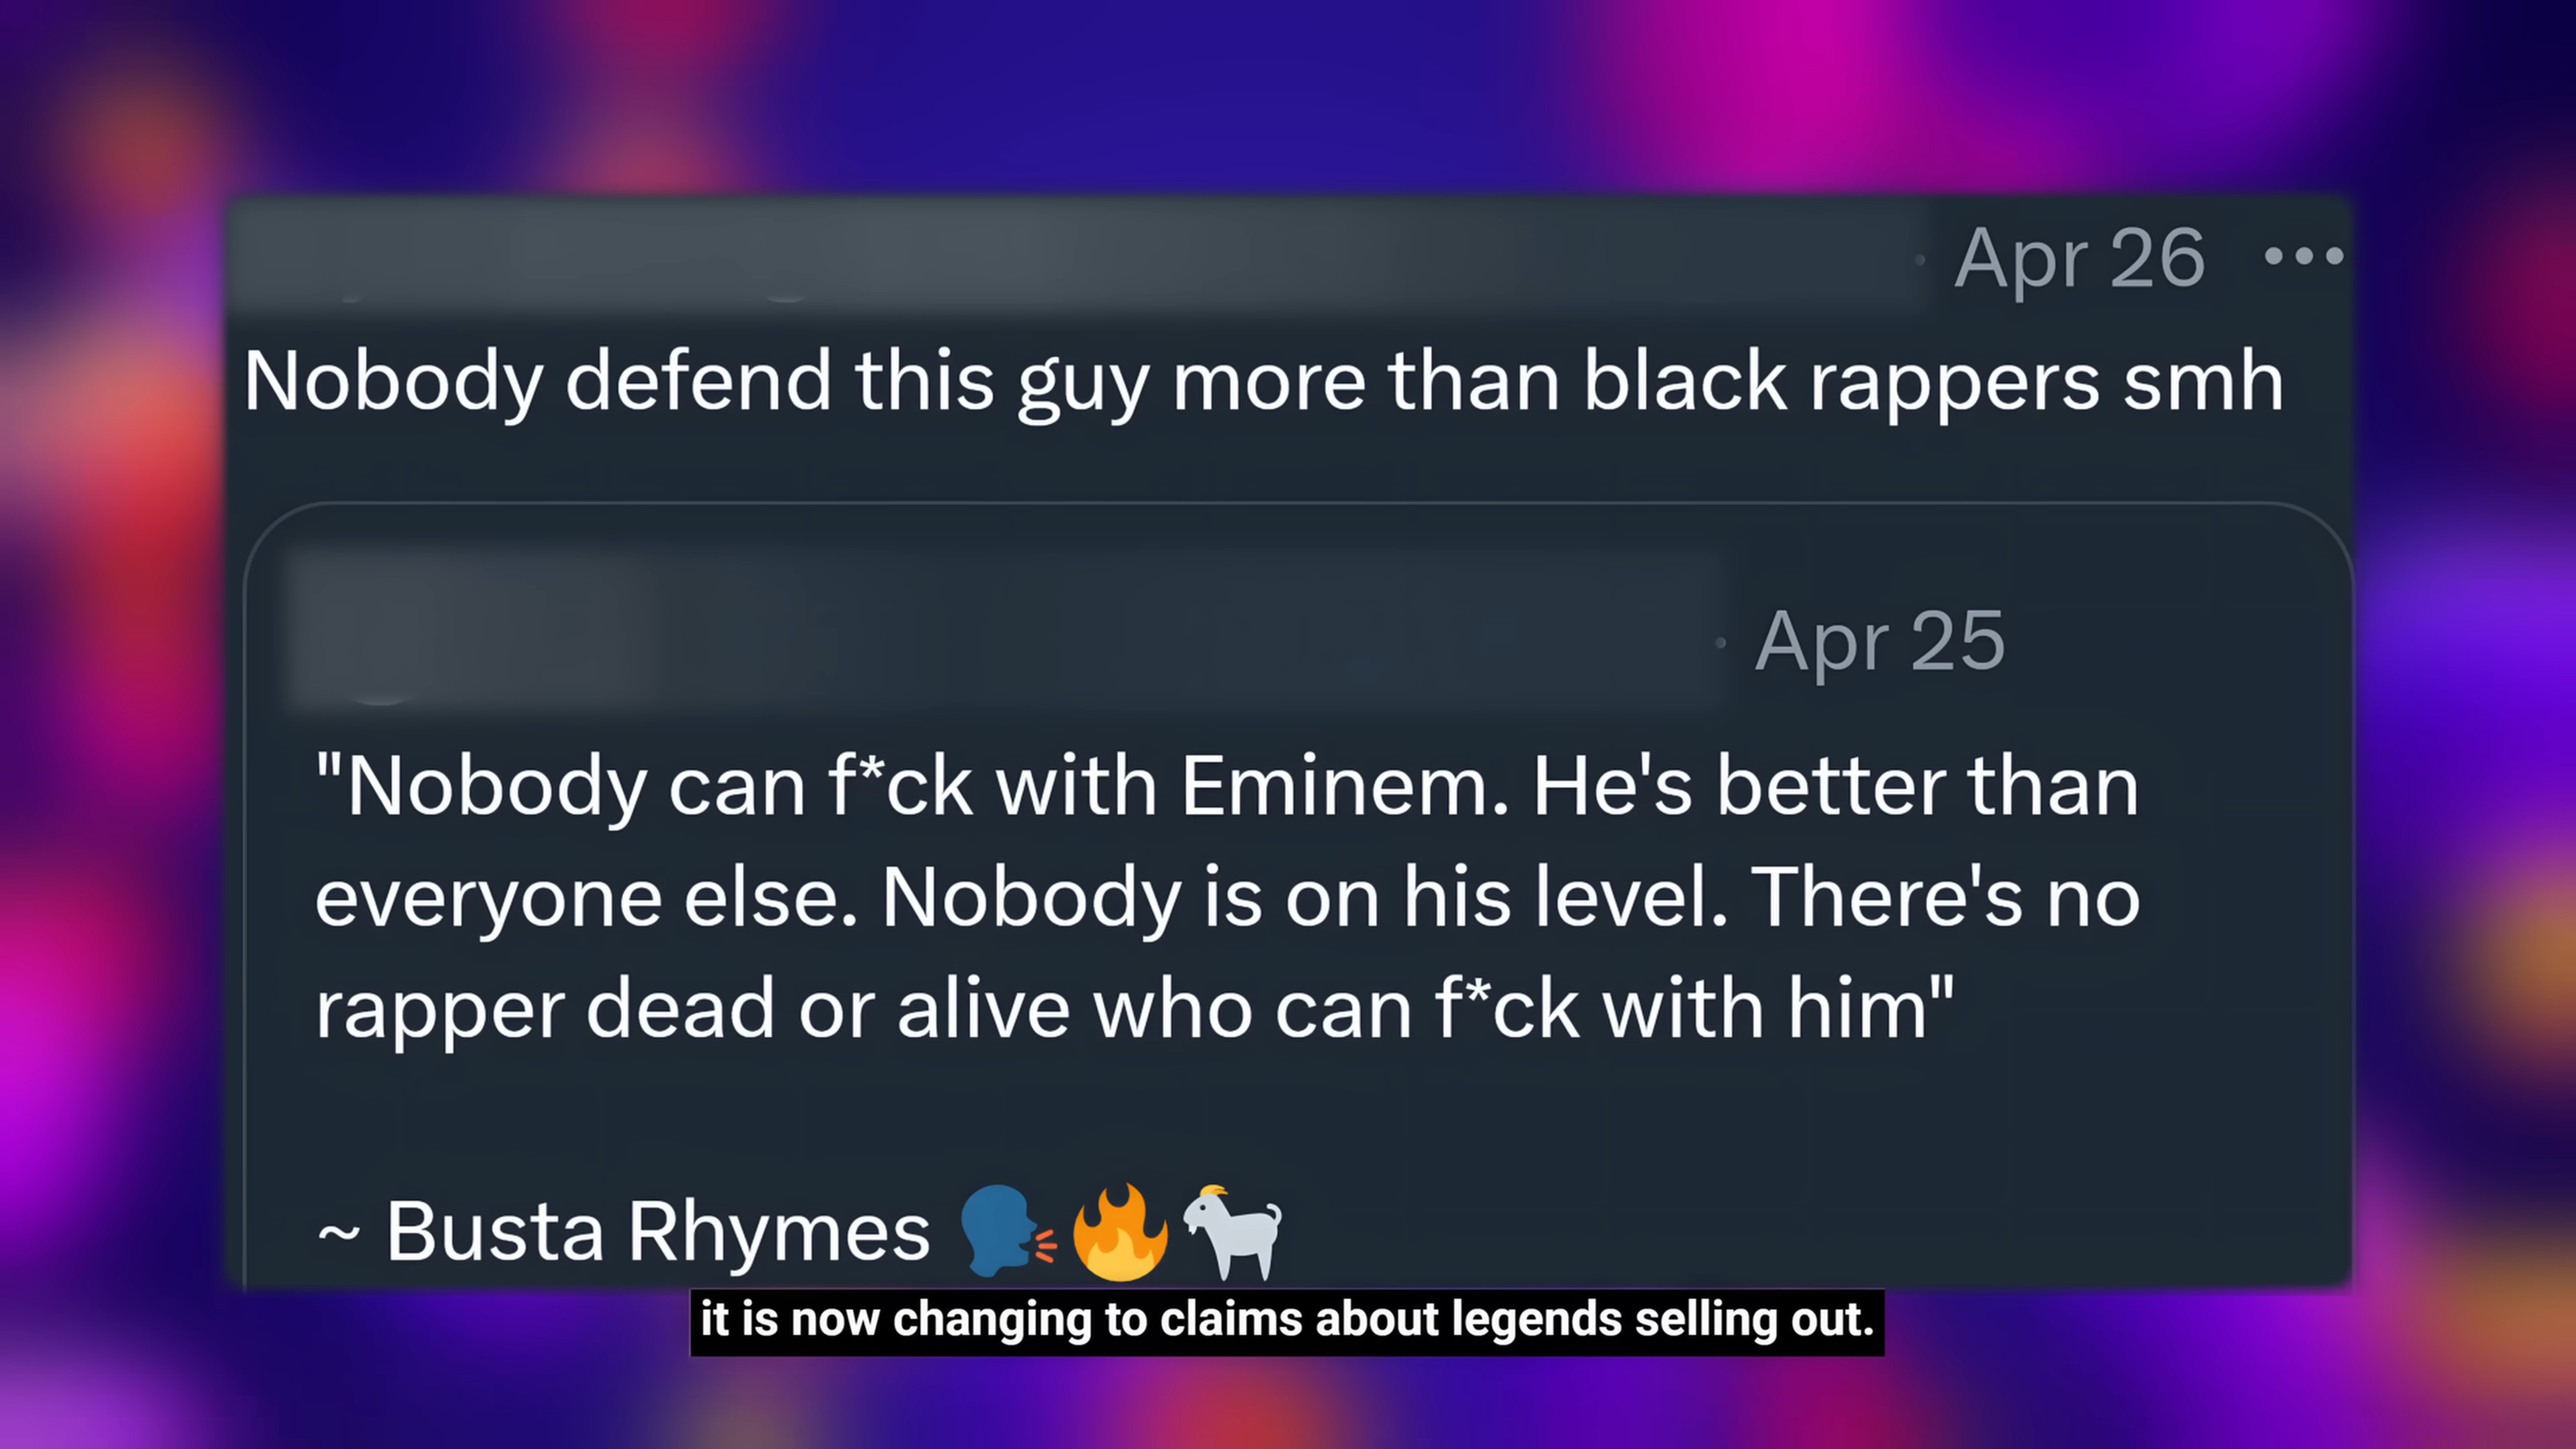 · Apr 26 •••
Nobody defend this guy more than black rappers smh
· Apr 25
"Nobody can f*ck with Eminem. He's better than
everyone else. Nobody is on his level. There's no
rapper dead or alive who can f*ck with him"
~ Busta Rhymes 🗣️🔥🐐
it is now changing to claims about legends selling out.